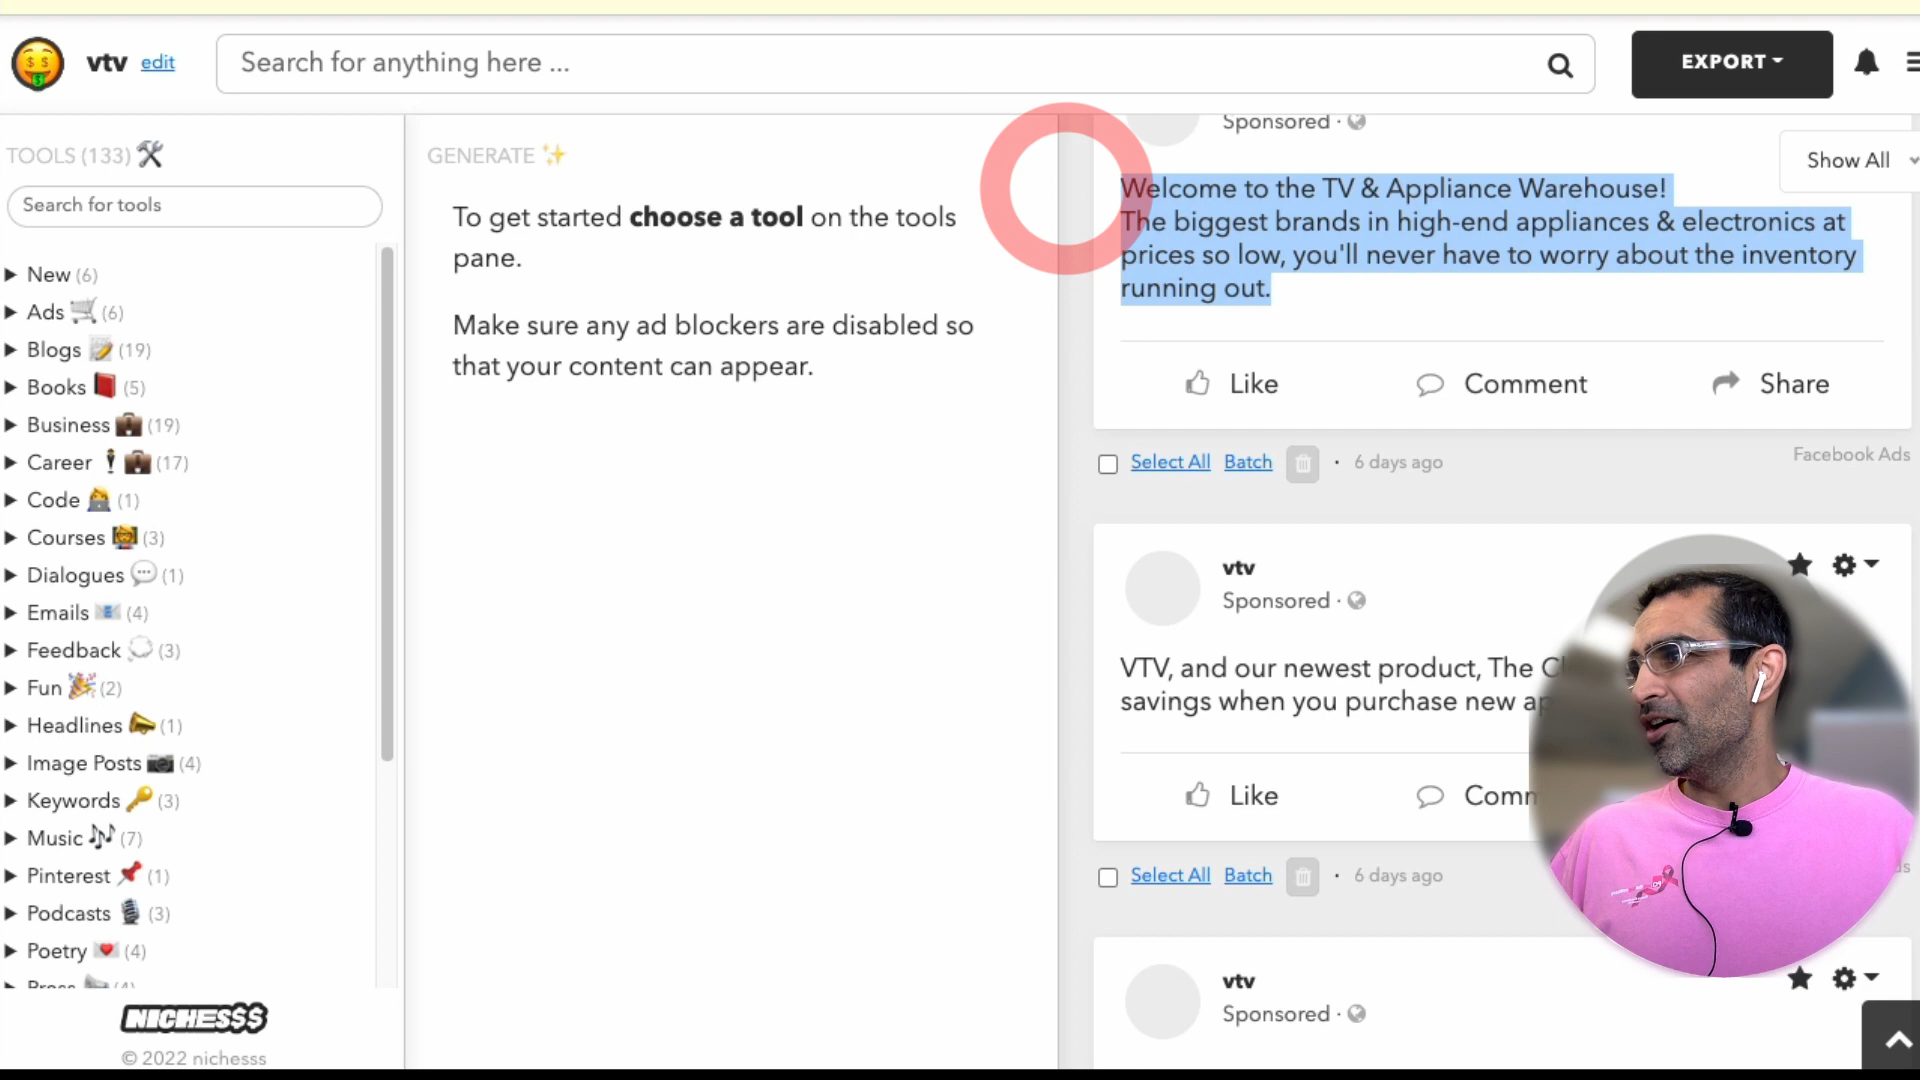 vtv edit
Search for anything here ...
EXPORT
TOOLS (133)
Search for tools
New (6)
Ads (6)
Blogs (19)
Books (5)
Business (19)
Career (17)
Code (1)
Courses (3)
Dialogues (1)
Emails (4)
Feedback (3)
Fun (2)
Headlines (1)
Image Posts (4)
Keywords (3)
Music (7)
Pinterest (1)
Podcasts (3)
Poetry (4)
NICHES$$
© 2022 nichesss
GENERATE
To get started choose a tool on the tools
pane.
Make sure any ad blockers are disabled so
that your content can appear.
Sponsored ·
Show All
Welcome to the TV & Appliance Warehouse!
The biggest brands in high-end appliances & electronics at
prices so low, you'll never have to worry about the inventory
running out.
Like Comment Share
Select All Batch · 6 days ago
Facebook Ads
vtv
Sponsored ·
VTV, and our newest product, The
savings when you purchase new
Like
Select All Batch · 6 days ago
vtv
Sponsored ·